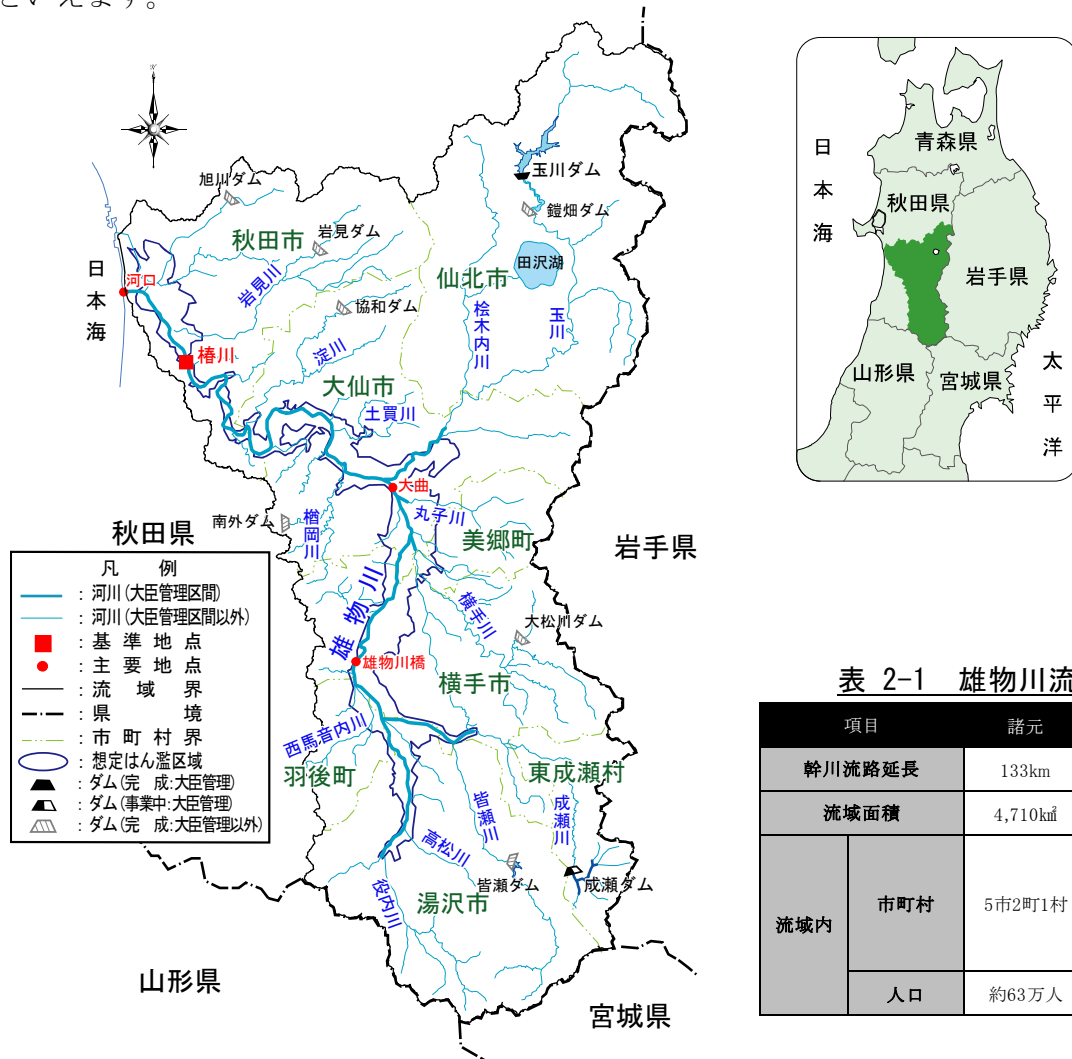 といえます。
N
旭川ダム
秋田市
岩見ダム
岩見川
日本海
河口
椿川
協和ダム
淀川
大仙市
土買川
仙北市
桧木内川
玉川ダム
鎧畑ダム
田沢湖
玉川
大曲
丸子川
美郷町
南外ダム
楢岡川
秋田県
岩手県
雄物川
横手川
大松川ダム
雄物川橋
横手市
西馬音内川
羽後町
東成瀬村
皆瀬川
成瀬川
高松川
皆瀬ダム
成瀬ダム
役内川
湯沢市
山形県
宮城県
凡 例
: 河川(大臣管理区間)
: 河川(大臣管理区間以外)
: 基準地点
: 主要地点
: 流域界
: 県境
: 市町村界
: 想定はん濫区域
: ダム(完 成:大臣管理)
: ダム(事業中:大臣管理)
: ダム(完 成:大臣管理以外)
日本海
青森県
秋田県
岩手県
山形県
宮城県
太平洋
表 2-1 雄物川流
項目 諸元
幹川流路延長 133km
流域面積 4,710km²
流域内 市町村 5市2町1村
人口 約63万人